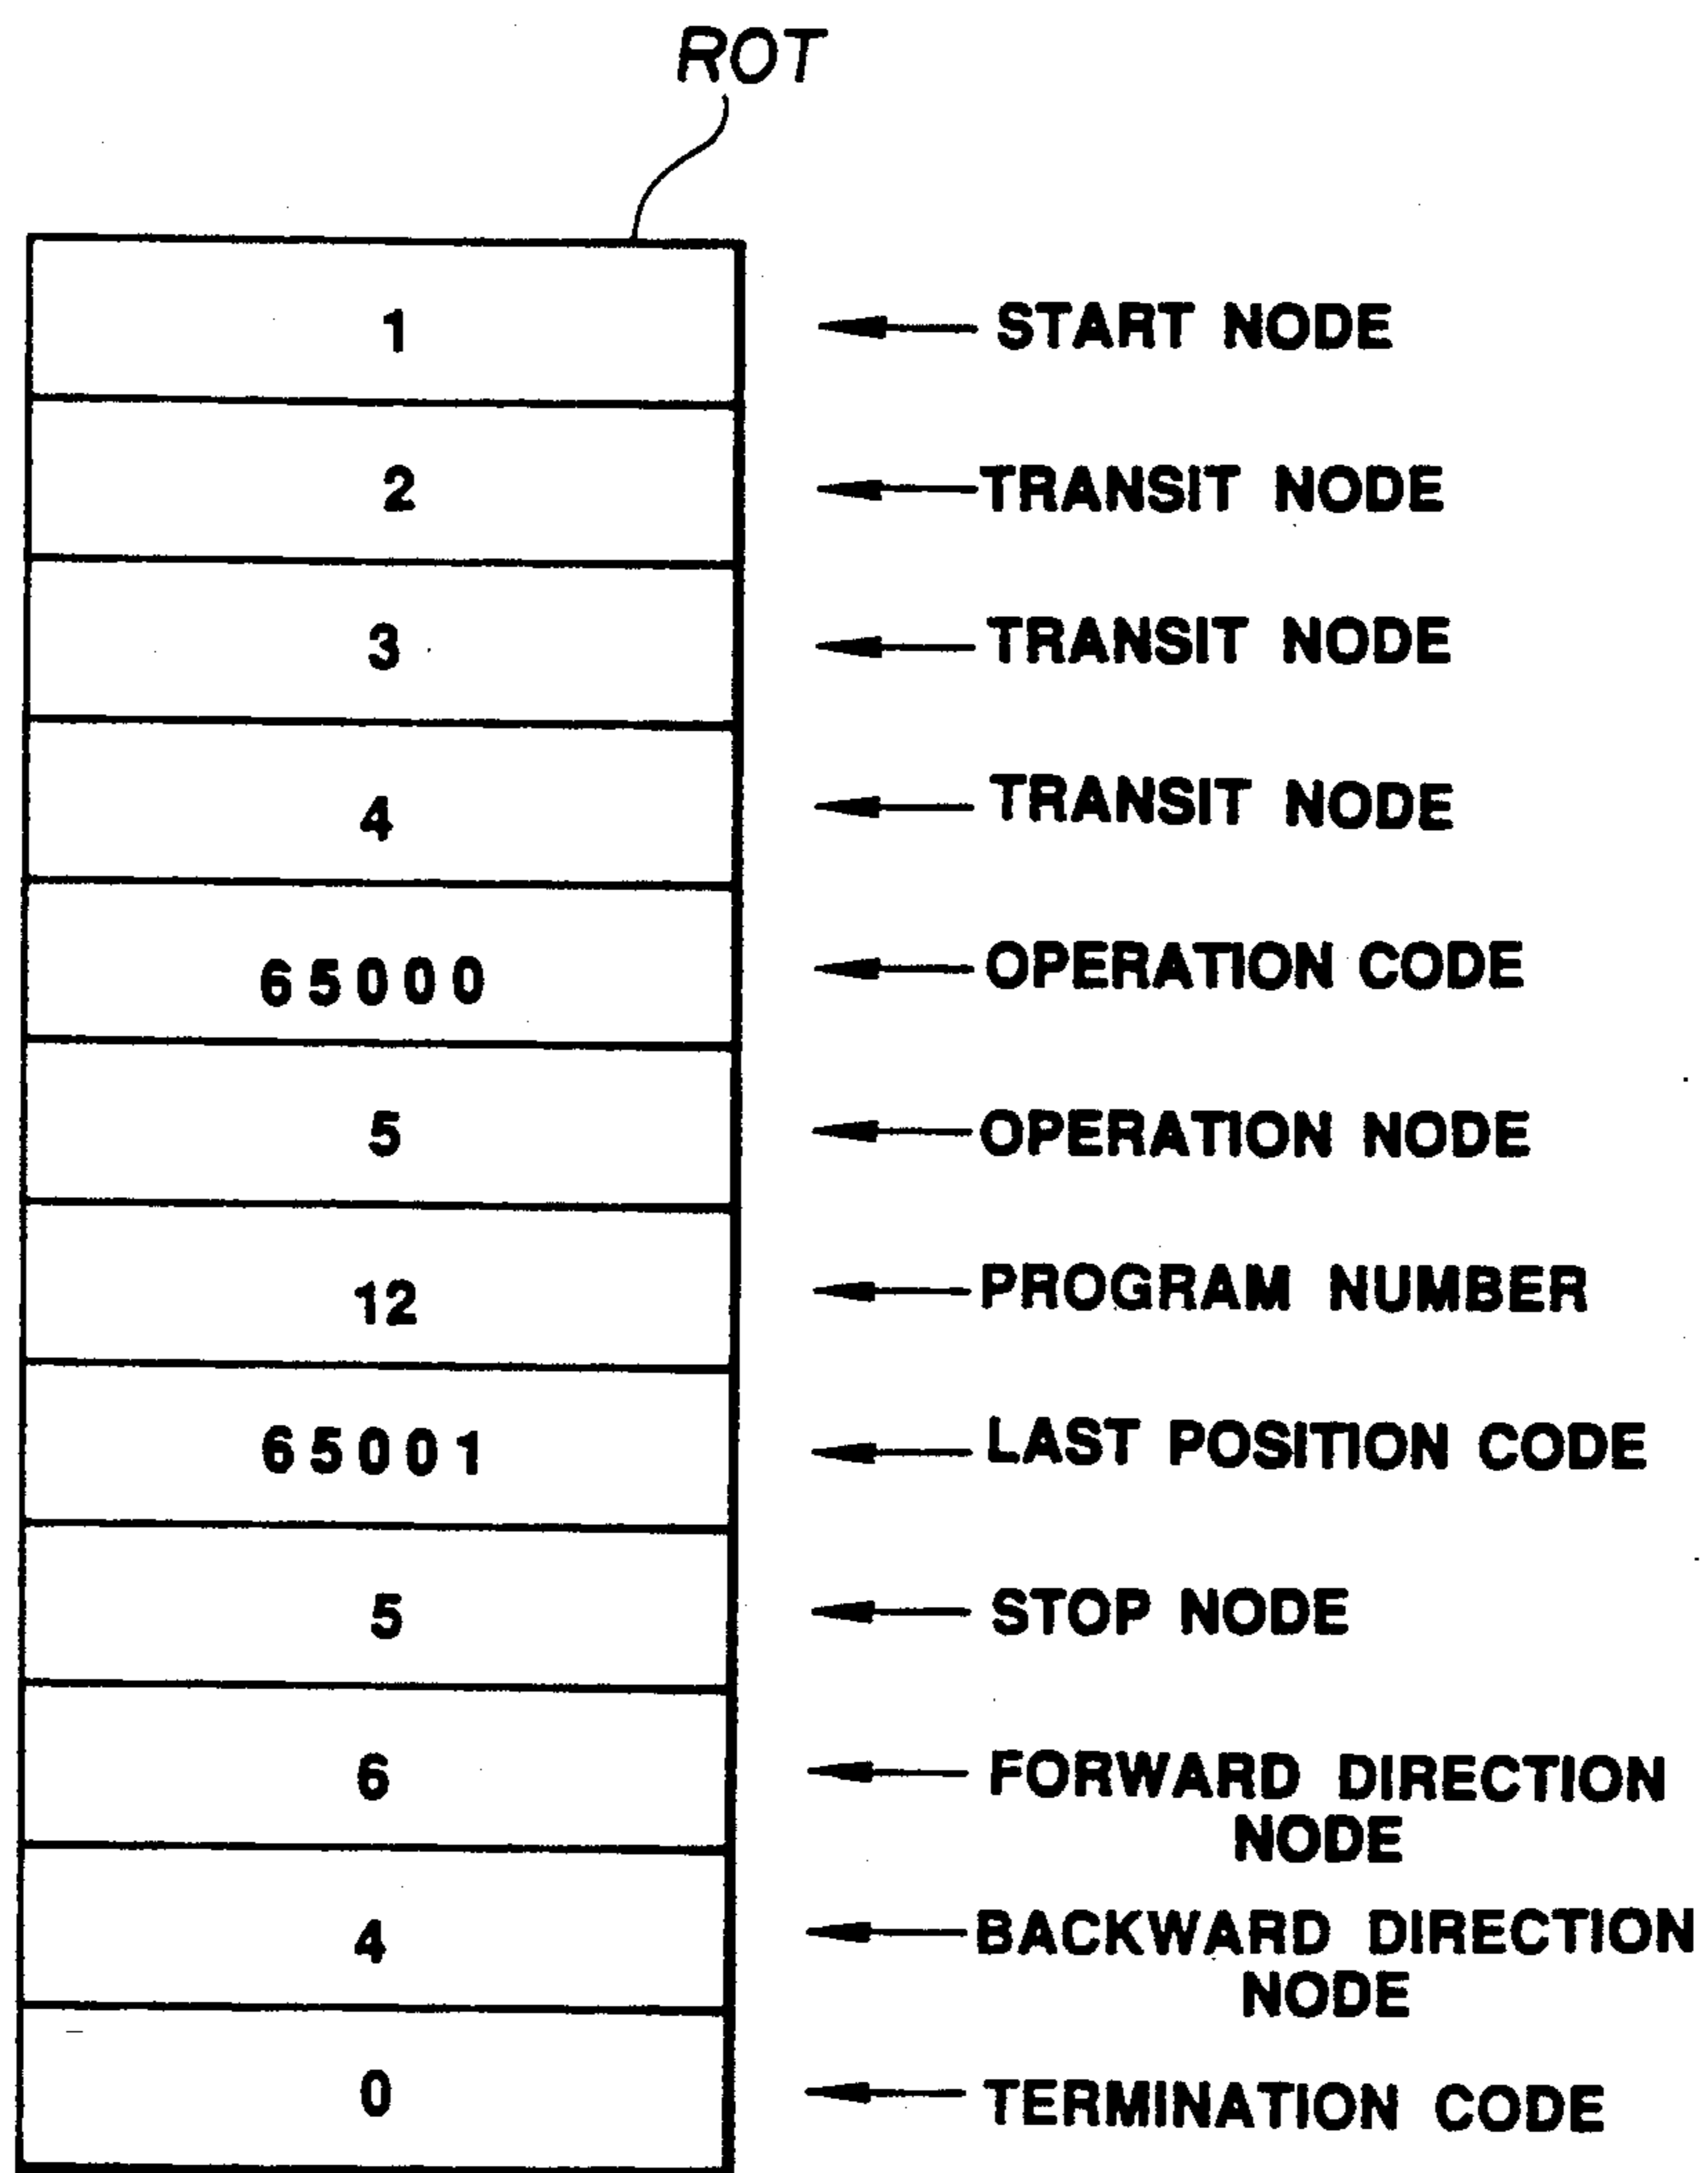 ROT
1 START NODE
2 TRANSIT NODE
3 TRANSIT NODE
4 TRANSIT NODE
65000 OPERATION CODE
5 OPERATION NODE
12 PROGRAM NUMBER
65001 LAST POSITION CODE
5 STOP NODE
6 FORWARD DIRECTION
NODE
4 BACKWARD DIRECTION
NODE
0 TERMINATION CODE